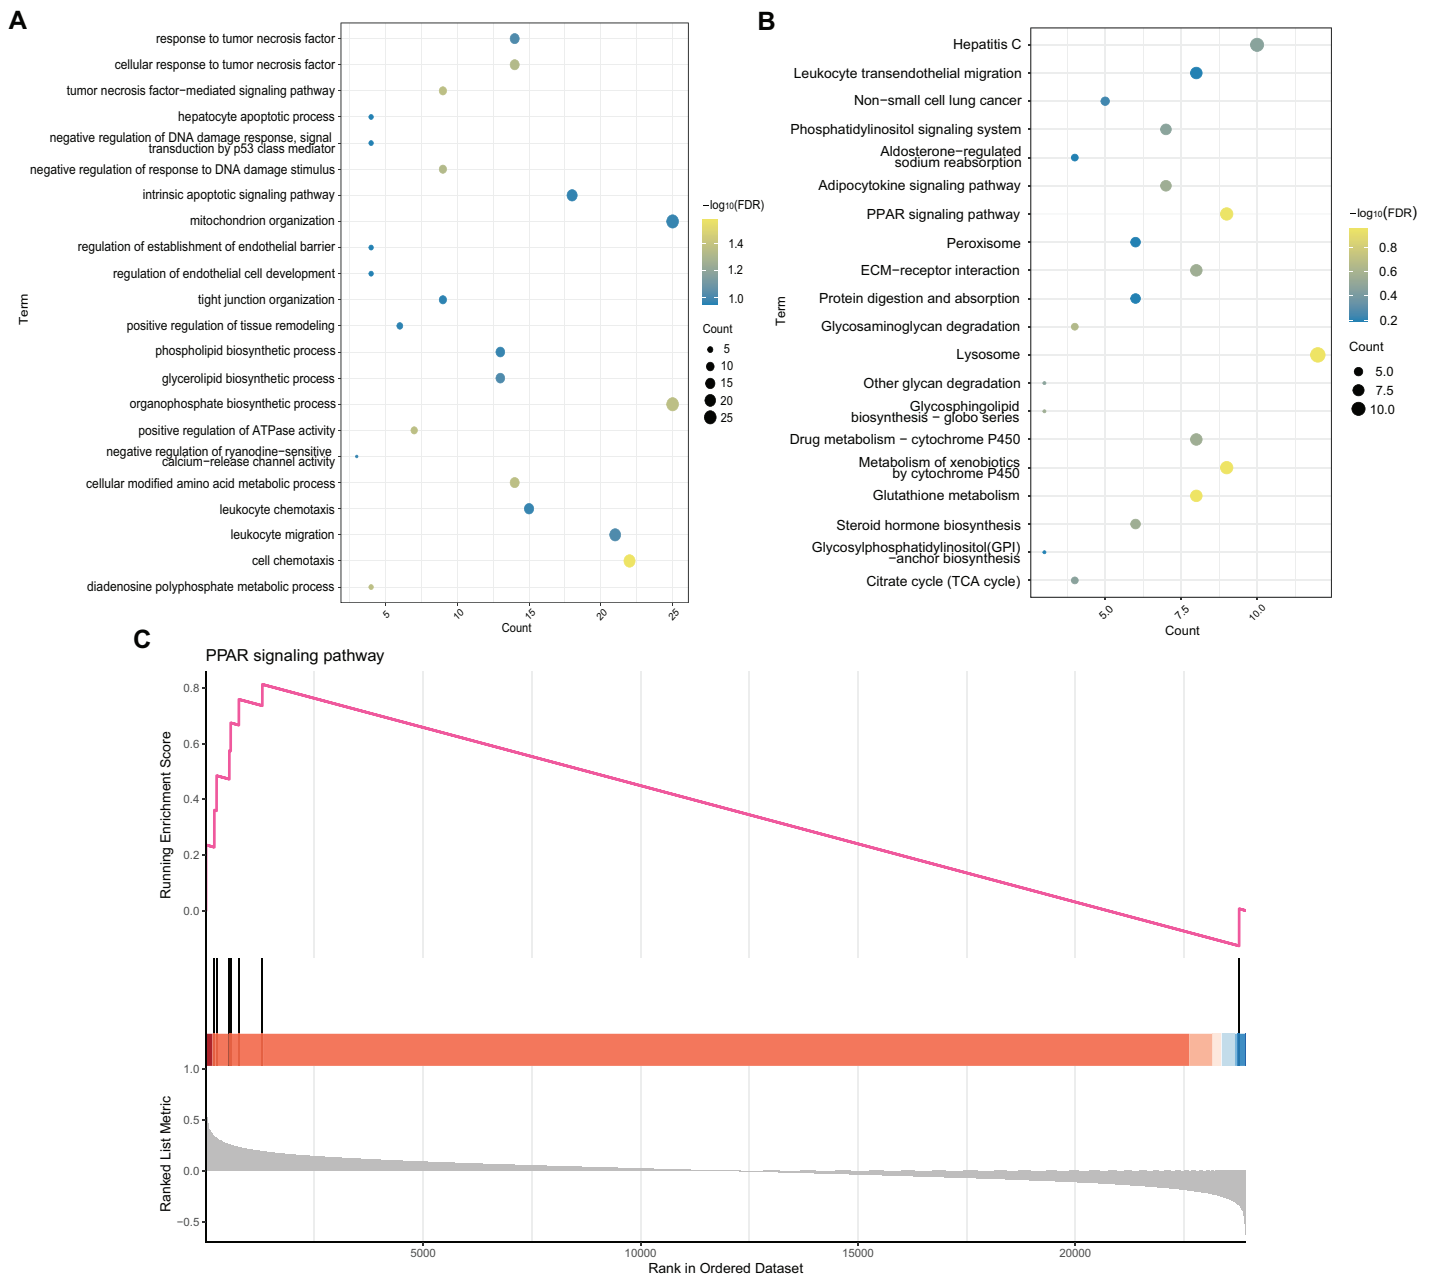 A
response to tumor necrosis factor
cellular response to tumor necrosis factor
tumor necrosis factor−mediated signaling pathway
hepatocyte apoptotic process
negative regulation of DNA damage response, signal
transduction by p53 class mediator
negative regulation of response to DNA damage stimulus
intrinsic apoptotic signaling pathway
mitochondrion organization
regulation of establishment of endothelial barrier
regulation of endothelial cell development
tight junction organization
positive regulation of tissue remodeling
phospholipid biosynthetic process
glycerolipid biosynthetic process
organophosphate biosynthetic process
positive regulation of ATPase activity
negative regulation of ryanodine−sensitive
calcium−release channel activity
cellular modified amino acid metabolic process
leukocyte chemotaxis
leukocyte migration
cell chemotaxis
diadenosine polyphosphate metabolic process
Term
5
10
15
20
25
Count
−log10(FDR)
1.4
1.2
1.0
Count
5
10
15
20
25
B
Hepatitis C
Leukocyte transendothelial migration
Non−small cell lung cancer
Phosphatidylinositol signaling system
Aldosterone−regulated
sodium reabsorption
Adipocytokine signaling pathway
PPAR signaling pathway
Peroxisome
ECM−receptor interaction
Protein digestion and absorption
Glycosaminoglycan degradation
Lysosome
Other glycan degradation
Glycosphingolipid
biosynthesis − globo series
Drug metabolism − cytochrome P450
Metabolism of xenobiotics
by cytochrome P450
Glutathione metabolism
Steroid hormone biosynthesis
Glycosylphosphatidylinositol(GPI)
−anchor biosynthesis
Citrate cycle (TCA cycle)
Term
5.0
7.5
10.0
Count
−log10(FDR)
0.8
0.6
0.4
0.2
Count
5.0
7.5
10.0
C
PPAR signaling pathway
Running Enrichment Score
0.8
0.6
0.4
0.2
0.0
Ranked List Metric
1.0
0.5
0.0
−0.5
5000
10000
15000
20000
Rank in Ordered Dataset